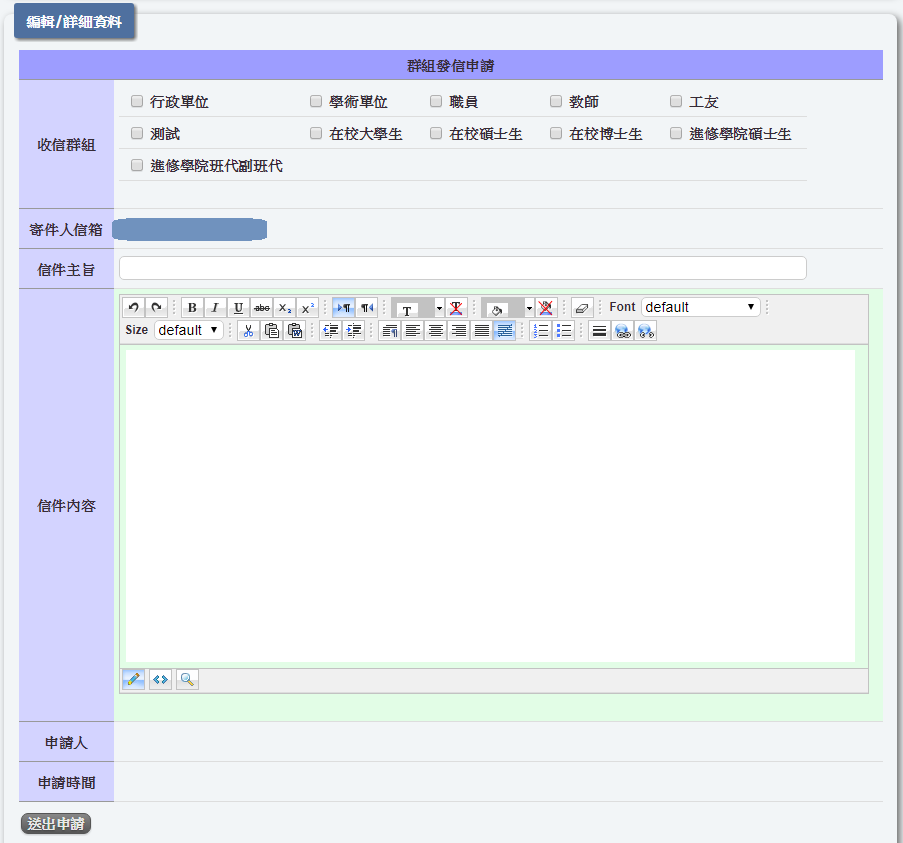 編輯/詳細資料
群組發信申請
收信群組
行政單位 學術單位 職員 教師 工友
測試 在校大學生 在校碩士生 在校博士生 進修學院碩士生
進修學院班代副班代
寄件人信箱
信件主旨
信件內容
B I U abc X₂ X² ¶ ¶ T T Font default
Size default
申請人
申請時間
送出申請